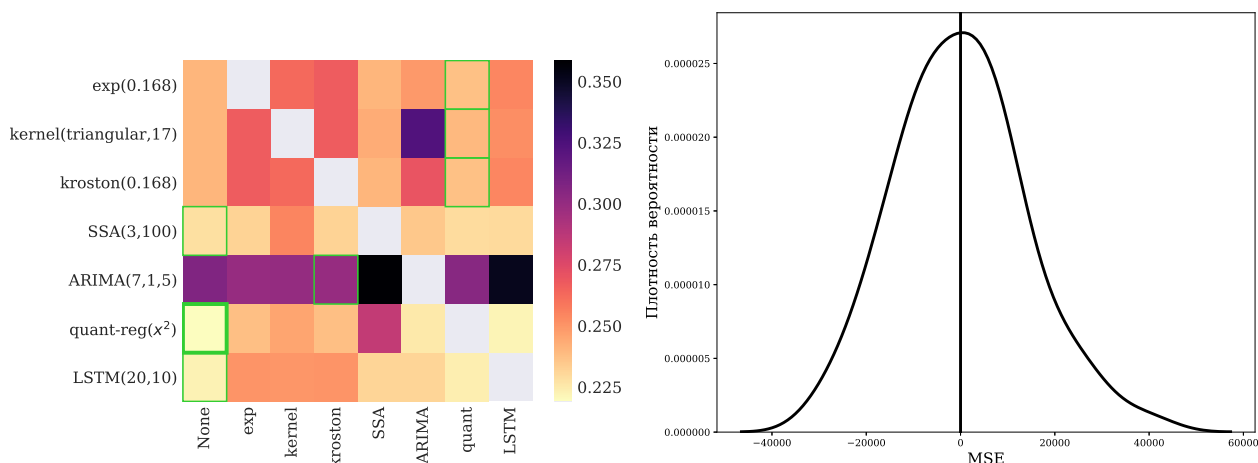 exp(0.168)
kernel(triangular,17)
kroston(0.168)
SSA(3,100)
ARIMA(7,1,5)
quant-reg(x²)
LSTM(20,10)
None
exp
kernel
kroston
SSA
ARIMA
quant
LSTM
0.350
0.325
0.300
0.275
0.250
0.225
Плотность вероятности
0.000025
0.000020
0.000015
0.000010
0.000005
0.000000
−40000
−20000
0
20000
40000
60000
MSE